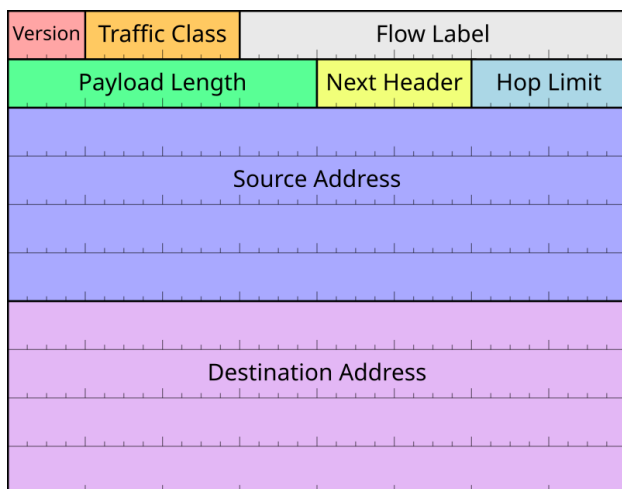 Version Traffic Class Flow Label
Payload Length Next Header Hop Limit
Source Address
Destination Address